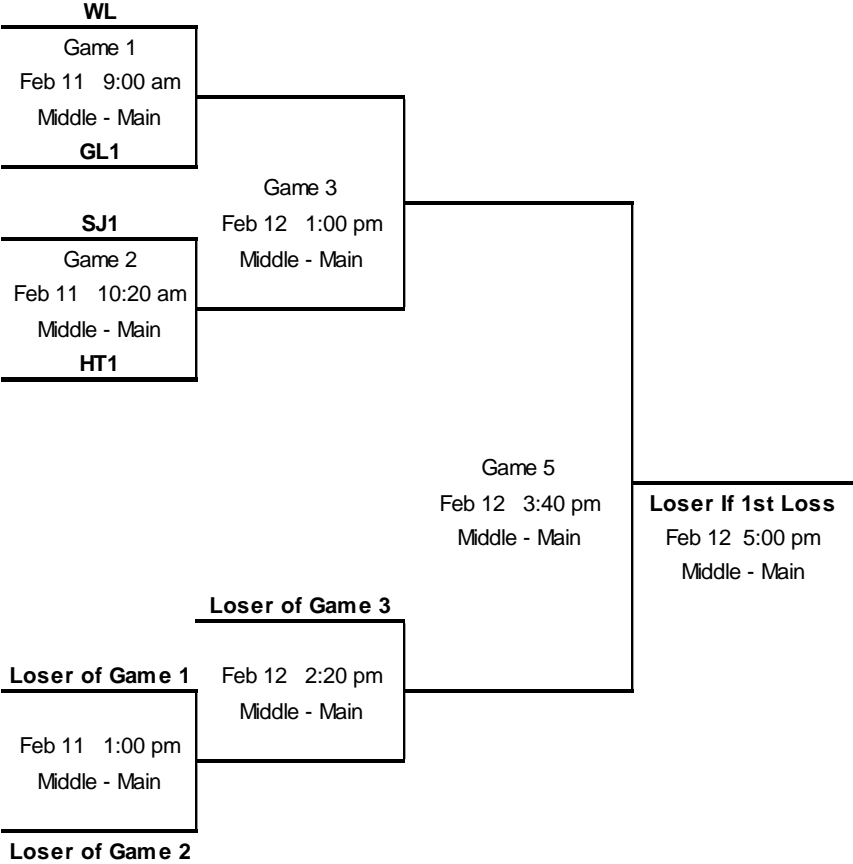 WL
Game 1
Feb 11 9:00 am
Middle - Main
GL1
SJ1
Game 2
Feb 11 10:20 am
Middle - Main
HT1
Game 3
Feb 12 1:00 pm
Middle - Main
Game 5
Feb 12 3:40 pm
Middle - Main
Loser If 1st Loss
Feb 12 5:00 pm
Middle - Main
Loser of Game 3
Feb 12 2:20 pm
Middle - Main
Loser of Game 1
Feb 11 1:00 pm
Middle - Main
Loser of Game 2